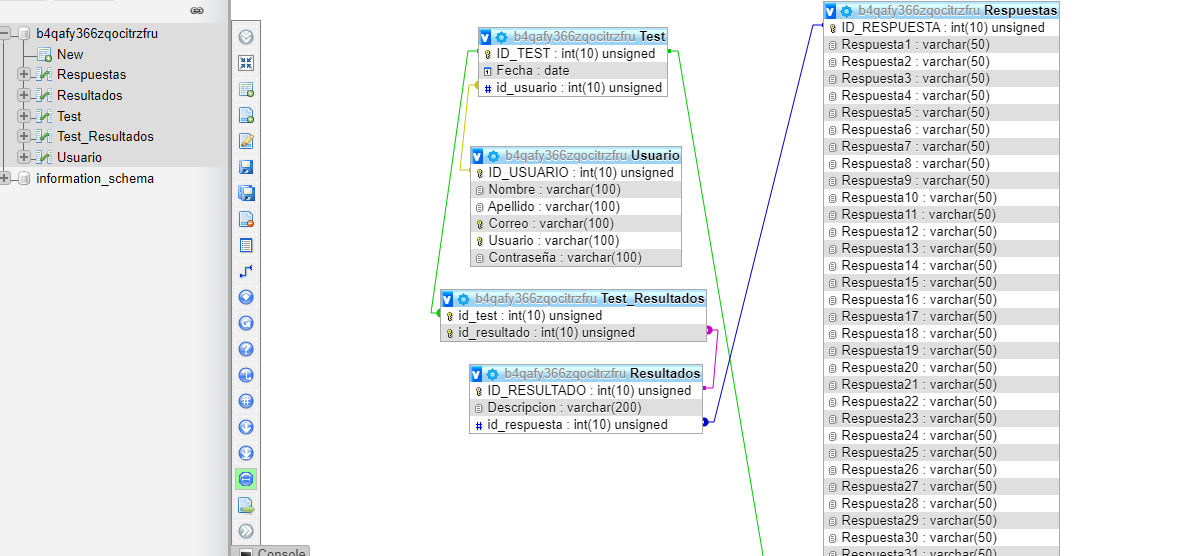 b4qafy366zqocitrzfru
New
Respuestas
Resultados
Test
Test_Resultados
Usuario
information_schema
b4qafy366zqocitrzfru Test
ID_TEST : int(10) unsigned
Fecha : date
# id_usuario : int(10) unsigned
b4qafy366zqocitrzfru Usuario
ID_USUARIO : int(10) unsigned
Nombre : varchar(100)
Apellido : varchar(100)
Correo : varchar(100)
Usuario : varchar(100)
Contraseña : varchar(100)
b4qafy366zqocitrzfru Test_Resultados
id_test : int(10) unsigned
id_resultado : int(10) unsigned
b4qafy366zqocitrzfru Resultados
ID_RESULTADO : int(10) unsigned
Descripcion : varchar(200)
# id_respuesta : int(10) unsigned
b4qafy366zqocitrzfru Respuestas
ID_RESPUESTA : int(10) unsigned
Respuesta1 : varchar(50)
Respuesta2 : varchar(50)
Respuesta3 : varchar(50)
Respuesta4 : varchar(50)
Respuesta5 : varchar(50)
Respuesta6 : varchar(50)
Respuesta7 : varchar(50)
Respuesta8 : varchar(50)
Respuesta9 : varchar(50)
Respuesta10 : varchar(50)
Respuesta11 : varchar(50)
Respuesta12 : varchar(50)
Respuesta13 : varchar(50)
Respuesta14 : varchar(50)
Respuesta15 : varchar(50)
Respuesta16 : varchar(50)
Respuesta17 : varchar(50)
Respuesta18 : varchar(50)
Respuesta19 : varchar(50)
Respuesta20 : varchar(50)
Respuesta21 : varchar(50)
Respuesta22 : varchar(50)
Respuesta23 : varchar(50)
Respuesta24 : varchar(50)
Respuesta25 : varchar(50)
Respuesta26 : varchar(50)
Respuesta27 : varchar(50)
Respuesta28 : varchar(50)
Respuesta29 : varchar(50)
Respuesta30 : varchar(50)
Respuesta31 : varchar(50)
Console